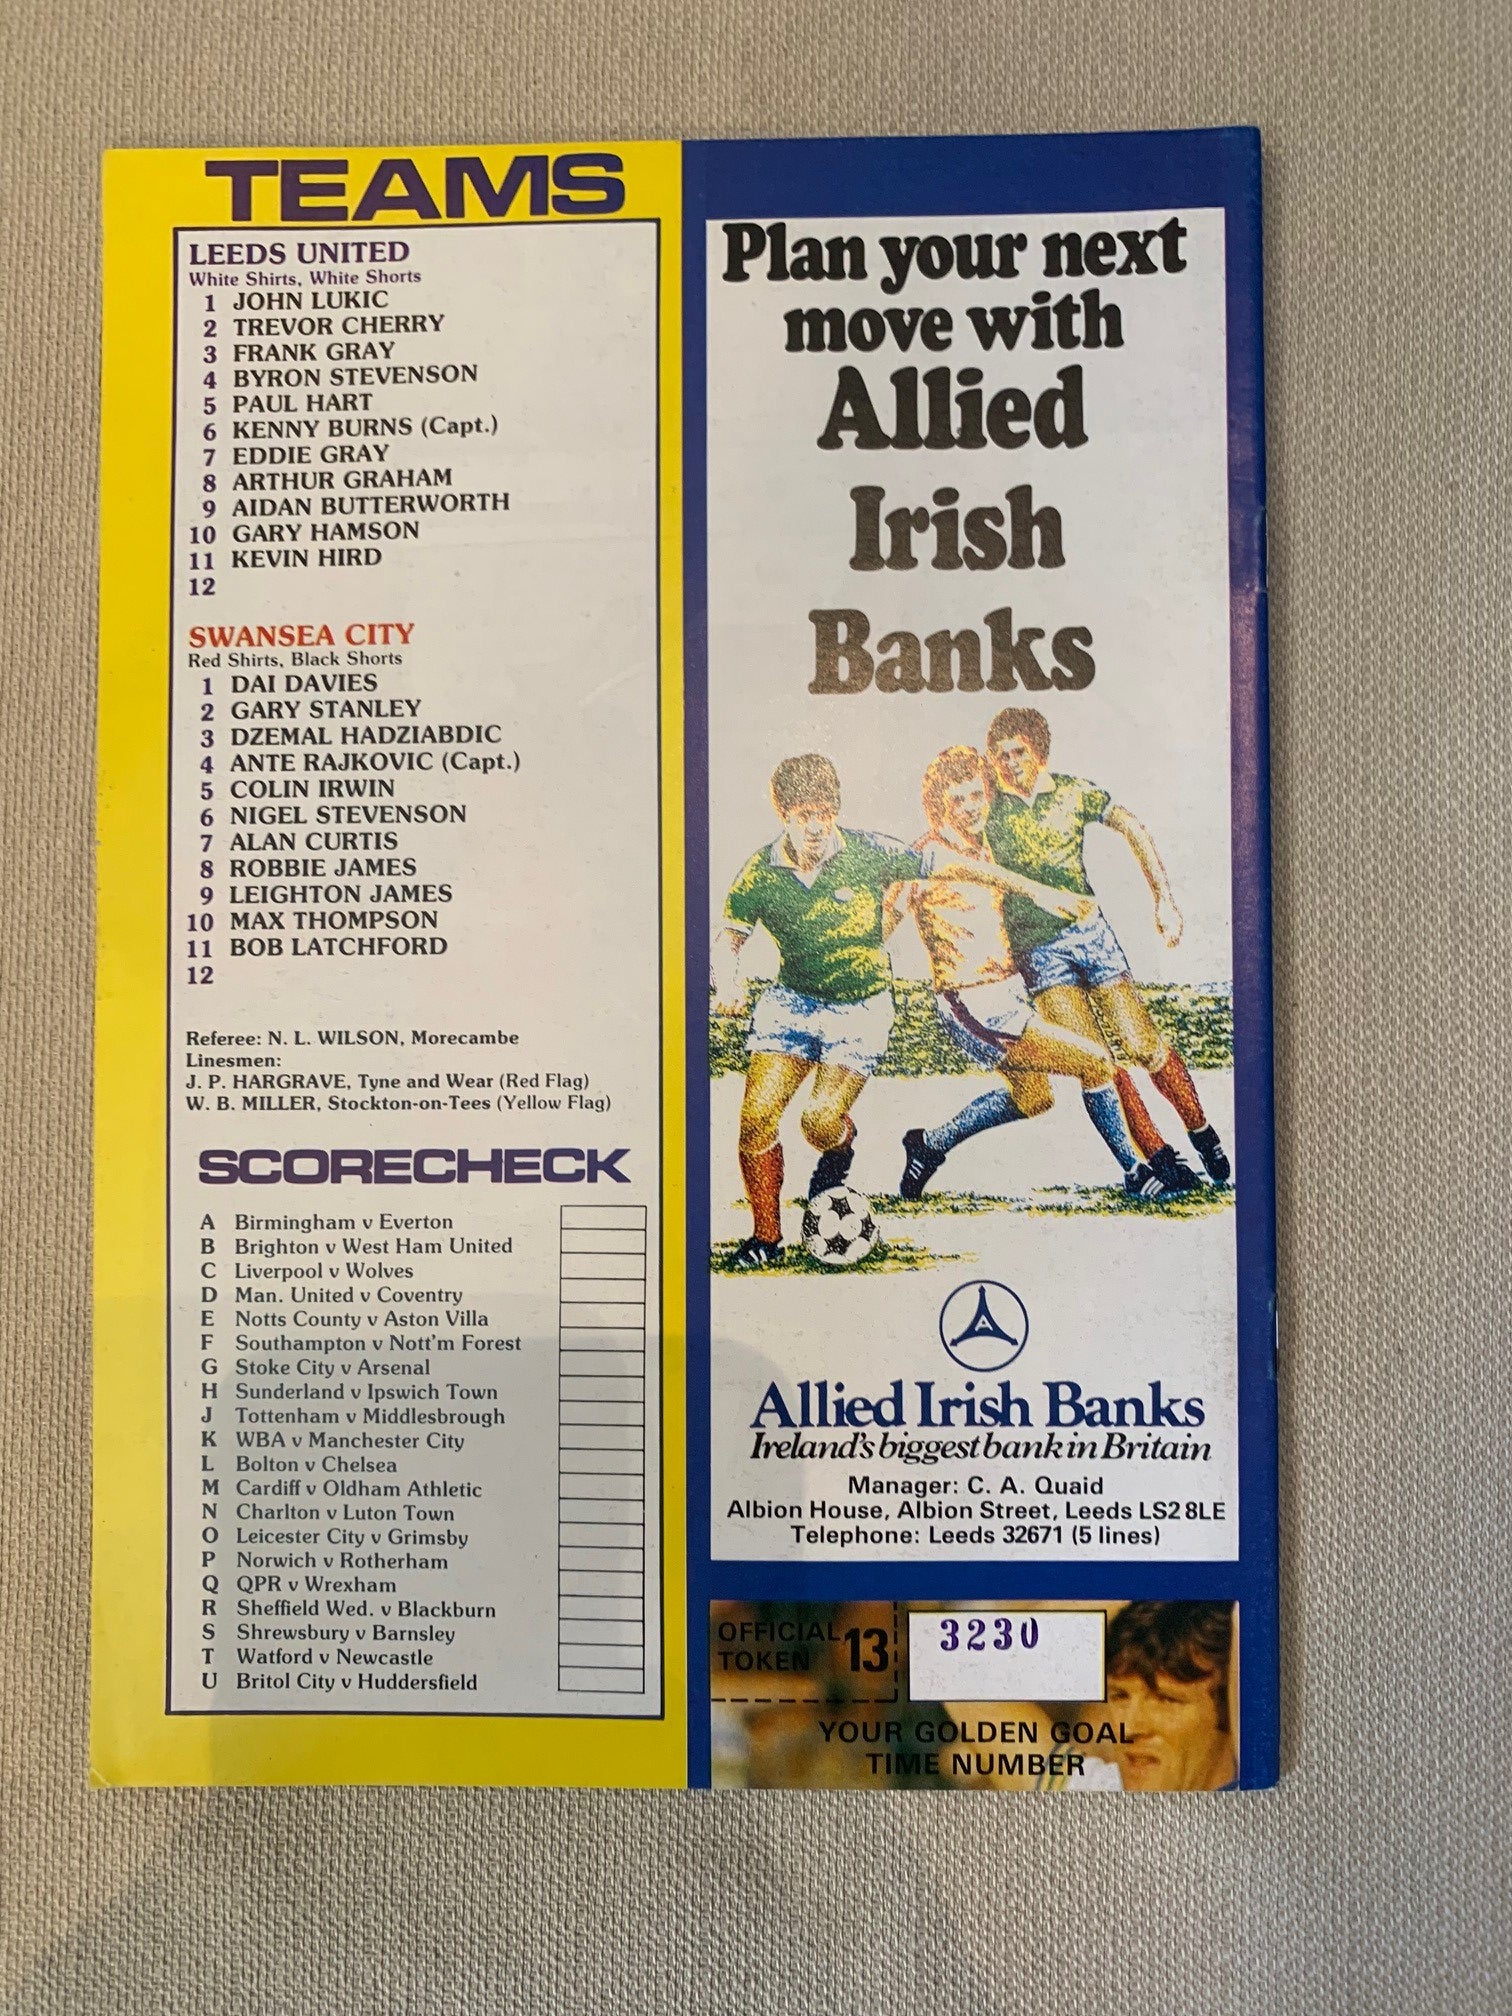 TEAMS
LEEDS UNITED
White Shirts, White Shorts
1 JOHN LUKIC
2 TREVOR CHERRY
3 FRANK GRAY
4 BYRON STEVENSON
5 PAUL HART
6 KENNY BURNS (Capt.)
7 EDDIE GRAY
8 ARTHUR GRAHAM
9 AIDAN BUTTERWORTH
10 GARY HAMSON
11 KEVIN HIRD
12
SWANSEA CITY
Red Shirts, Black Shorts
1 DAI DAVIES
2 GARY STANLEY
3 DZEMAL HADZIABDIC
4 ANTE RAJKOVIC (Capt.)
5 COLIN IRWIN
6 NIGEL STEVENSON
7 ALAN CURTIS
8 ROBBIE JAMES
9 LEIGHTON JAMES
10 MAX THOMPSON
11 BOB LATCHFORD
12
Referee: N. L. WILSON, Morecambe
Linesmen:
J. P. HARGRAVE, Tyne and Wear (Red Flag)
W. B. MILLER, Stockton-on-Tees (Yellow Flag)
SCORECHECK
A Birmingham v Everton
B Brighton v West Ham United
C Liverpool v Wolves
D Man. United v Coventry
E Notts County v Aston Villa
F Southampton v Nott'm Forest
G Stoke City v Arsenal
H Sunderland v Ipswich Town
J Tottenham v Middlesbrough
K WBA v Manchester City
L Bolton v Chelsea
M Cardiff v Oldham Athletic
N Charlton v Luton Town
O Leicester City v Grimsby
P Norwich v Rotherham
Q QPR v Wrexham
R Sheffield Wed. v Blackburn
S Shrewsbury v Barnsley
T Watford v Newcastle
U Britol City v Huddersfield
Plan your next
move with
Allied
Irish
Banks
A
Allied Irish Banks
Ireland's biggest bank in Britain
Manager: C. A. Quaid
Albion House, Albion Street, Leeds LS2 8LE
Telephone: Leeds 32671 (5 lines)
OFFICIAL
TOKEN 13
3230
YOUR GOLDEN GOAL
TIME NUMBER